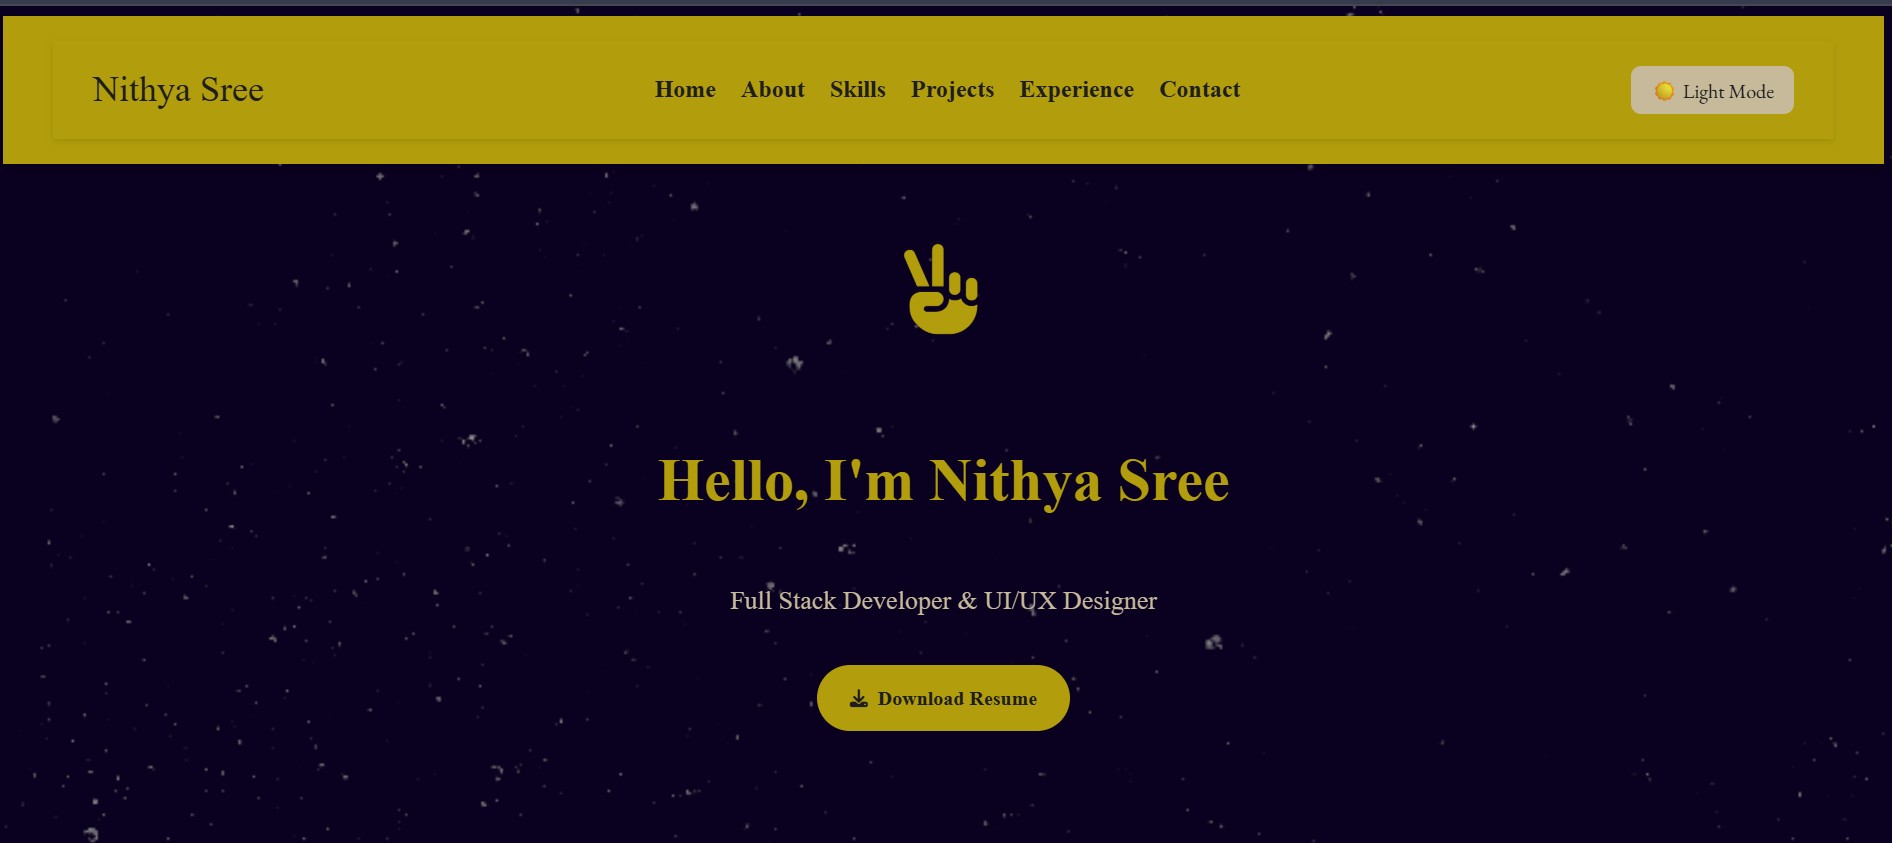 Nithya Sree
Home About Skills Projects Experience Contact
Light Mode
Hello, I'm Nithya Sree
Full Stack Developer & UI/UX Designer
Download Resume